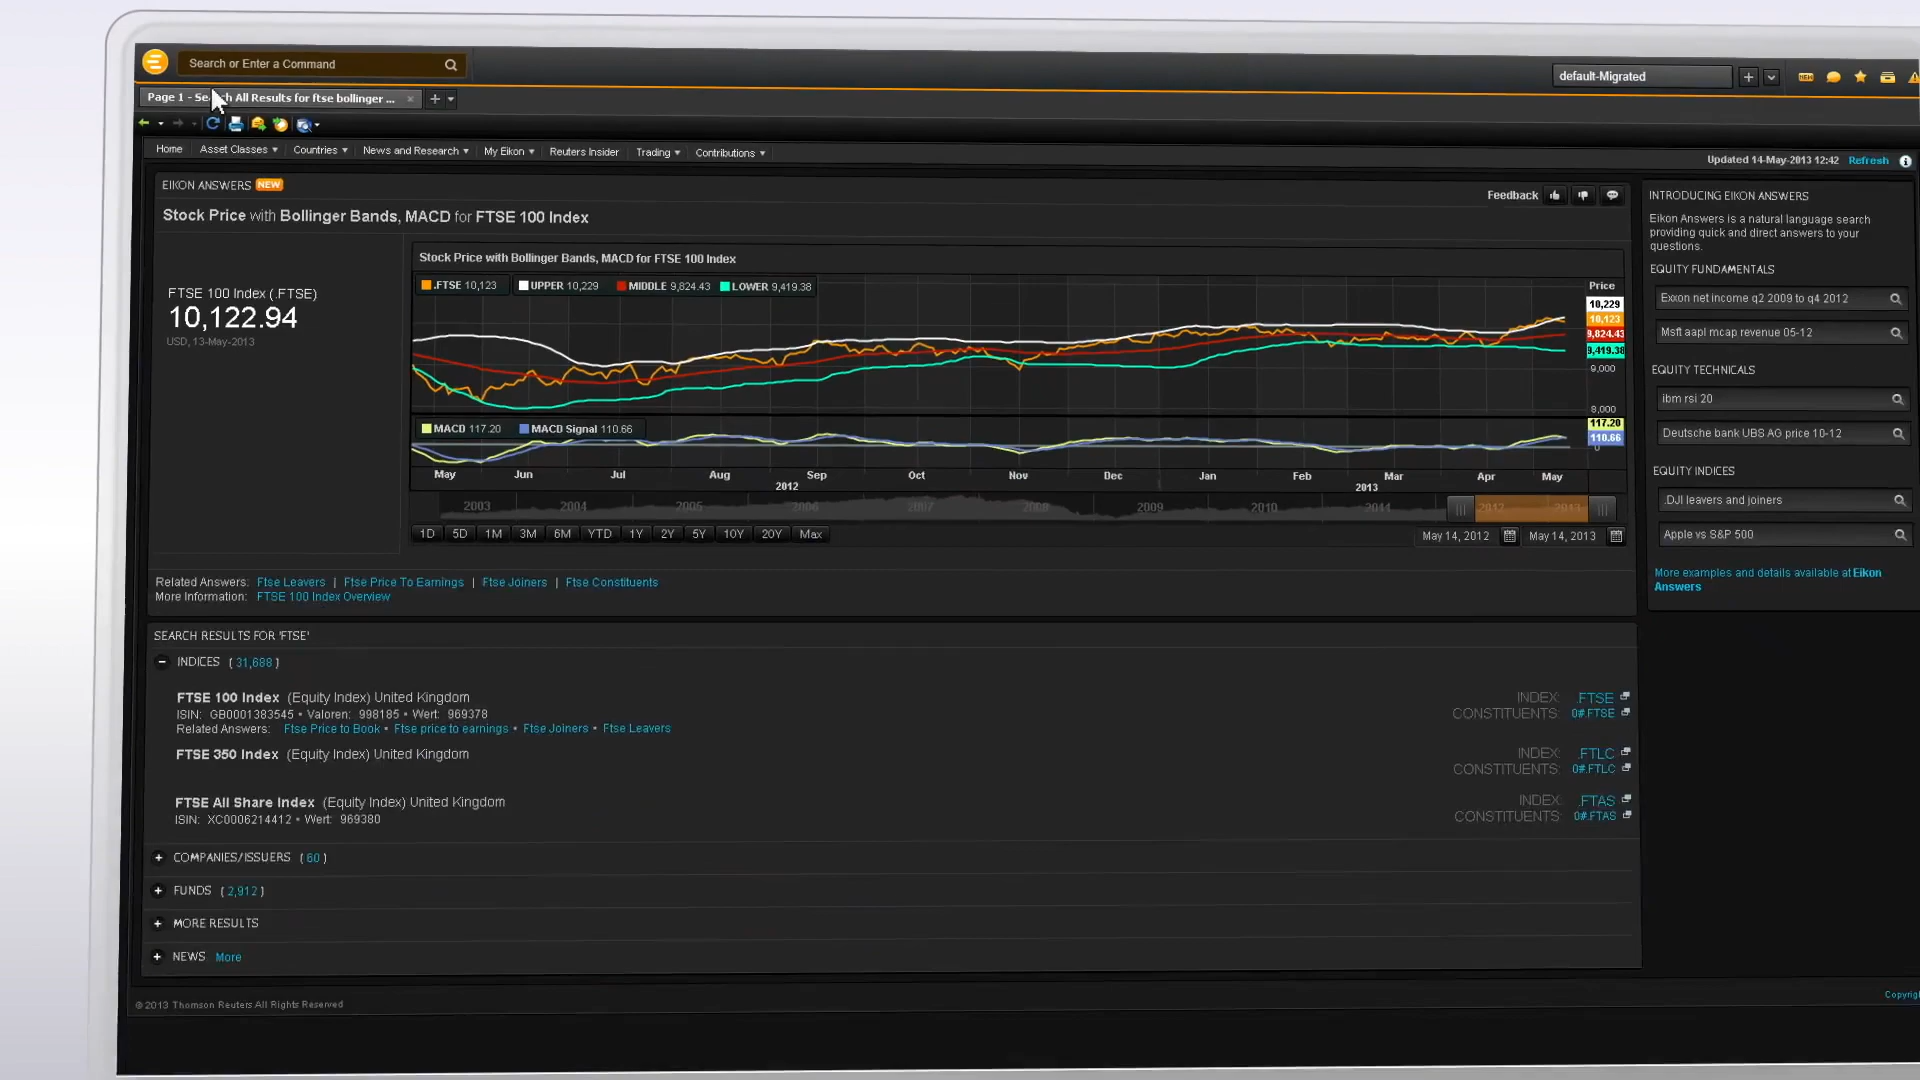 Search or Enter a Command
default-Migrated
Page 1 - Se h All Results for ftse bollinger ...
Home Asset Classes Countries News and Research My Eikon Reuters Insider Trading Contributions
Updated 14-May-2013 12:42 Refresh
EIKON ANSWERS NEW
Feedback
Stock Price with Bollinger Bands, MACD for FTSE 100 Index
Stock Price with Bollinger Bands, MACD for FTSE 100 Index
.FTSE 10,123 UPPER 10,229 MIDDLE 9,824.43 LOWER 9,419.38
Price
10,229
10,123
9,824.43
9,419.38
9,000
8,000
FTSE 100 Index (.FTSE)
10,122.94
USD, 13-May-2013
MACD 117.20 MACD Signal 110.66
117.20
110.66
0
May Jun Jul Aug Sep Oct Nov Dec Jan Feb Mar Apr May
2012 2013
2003 2004 2005 2006 2007 2008 2009 2010 2011 2012 2013
1D 5D 1M 3M 6M YTD 1Y 2Y 5Y 10Y 20Y Max
May 14, 2012 May 14, 2013
Related Answers: Ftse Leavers | Ftse Price To Earnings | Ftse Joiners | Ftse Constituents
More Information: FTSE 100 Index Overview
SEARCH RESULTS FOR 'FTSE'
INDICES ( 31,688 )
FTSE 100 Index (Equity Index) United Kingdom
INDEX: .FTSE
ISIN: GB0001383545 • Valoren: 998185 • Wert: 969378
CONSTITUENTS: 0#.FTSE
Related Answers: Ftse Price to Book • Ftse price to earnings • Ftse Joiners • Ftse Leavers
FTSE 350 Index (Equity Index) United Kingdom
INDEX: .FTLC
CONSTITUENTS: 0#.FTLC
FTSE All Share Index (Equity Index) United Kingdom
INDEX: .FTAS
ISIN: XC0006214412 • Wert: 969380
CONSTITUENTS: 0#.FTAS
COMPANIES/ISSUERS ( 60 )
FUNDS ( 2,912 )
MORE RESULTS
NEWS More
© 2013 Thomson Reuters All Rights Reserved
INTRODUCING EIKON ANSWERS
Eikon Answers is a natural language search
providing quick and direct answers to your
questions.
EQUITY FUNDAMENTALS
Exxon net income q2 2009 to q4 2012
Msft aapl mcap revenue 05-12
EQUITY TECHNICALS
ibm rsi 20
Deutsche bank UBS AG price 10-12
EQUITY INDICES
.DJI leavers and joiners
Apple vs S&P 500
More examples and details available at Eikon
Answers
Copyrig